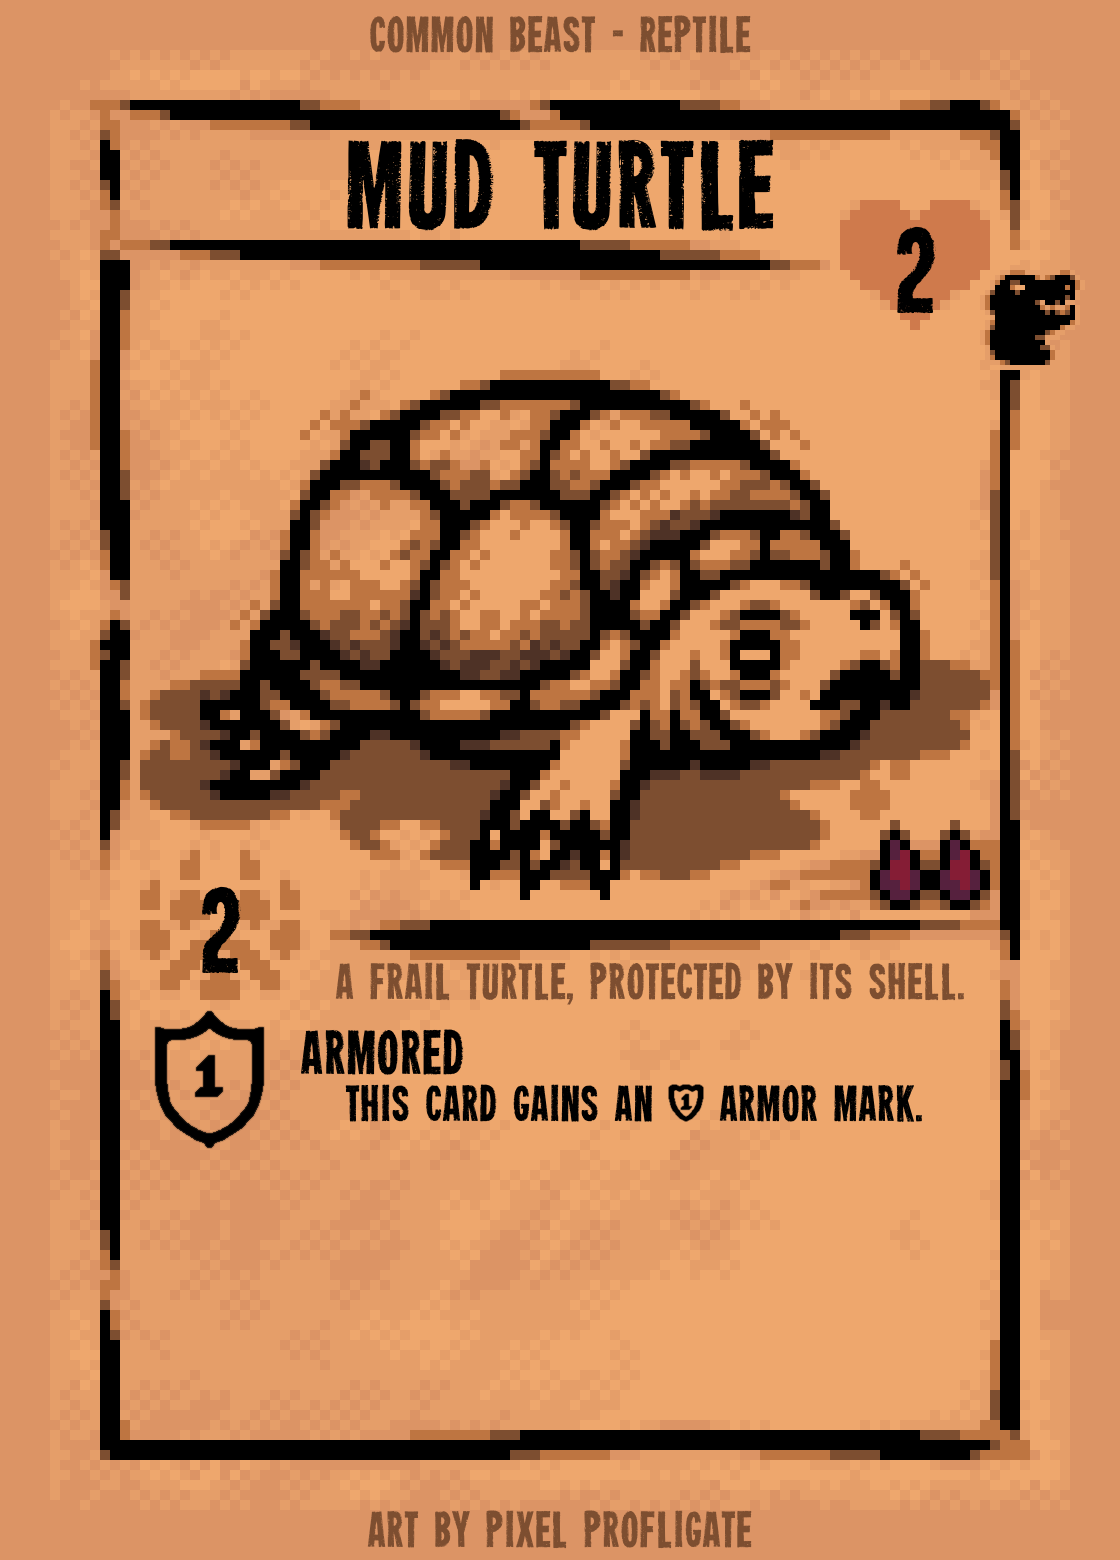 COMMON BEAST - REPTILE
MUD TURTLE
2
2
A FRAIL TURTLE, PROTECTED BY ITS SHELL.
1
ARMORED
THIS CARD GAINS AN 1 ARMOR MARK.
ART BY PIXEL PROFLIGATE